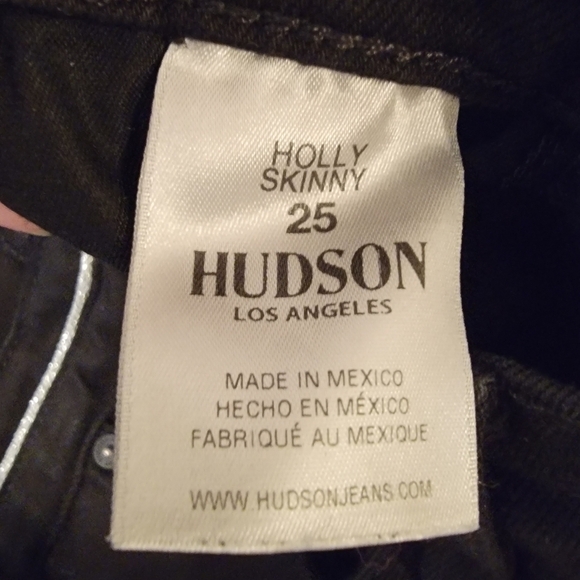 HOLLY
SKINNY
25
HUDSON
LOS ANGELES
MADE IN MEXICO
HECHO EN MÉXICO
FABRIQUÉ AU MEXIQUE
WWW.HUDSONJEANS.COM